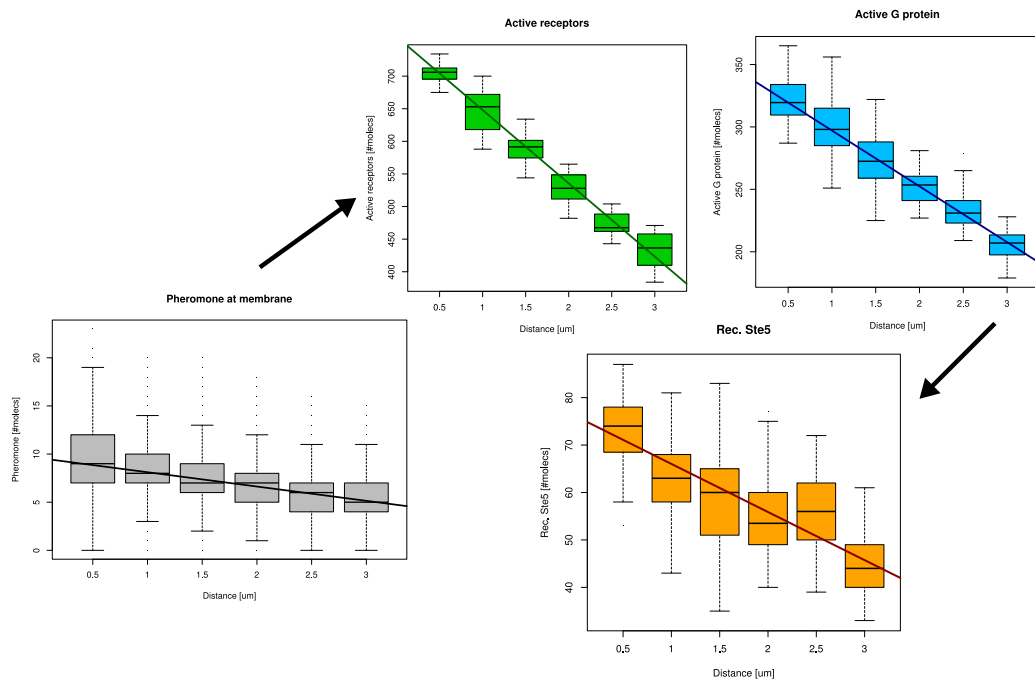 Active receptors
Active receptors [#molecs]
700
650
600
550
500
450
400
0.5 1 1.5 2 2.5 3
Distance [um]
Active G protein
Active G protein [#molecs]
350
300
250
200
0.5 1 1.5 2 2.5 3
Distance [um]
Pheromone at membrane
Pheromone [#molecs]
20
15
10
5
0
0.5 1 1.5 2 2.5 3
Distance [um]
Rec. Ste5
Rec. Ste5 [#molecs]
80
70
60
50
40
0.5 1 1.5 2 2.5 3
Distance [um]